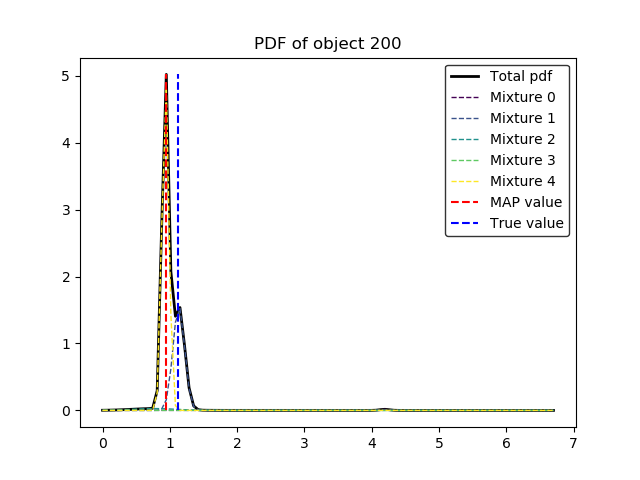 PDF of object 200
Total pdf
Mixture 0
Mixture 1
Mixture 2
Mixture 3
Mixture 4
MAP value
True value
5
4
3
2
1
0
0 1 2 3 4 5 6 7